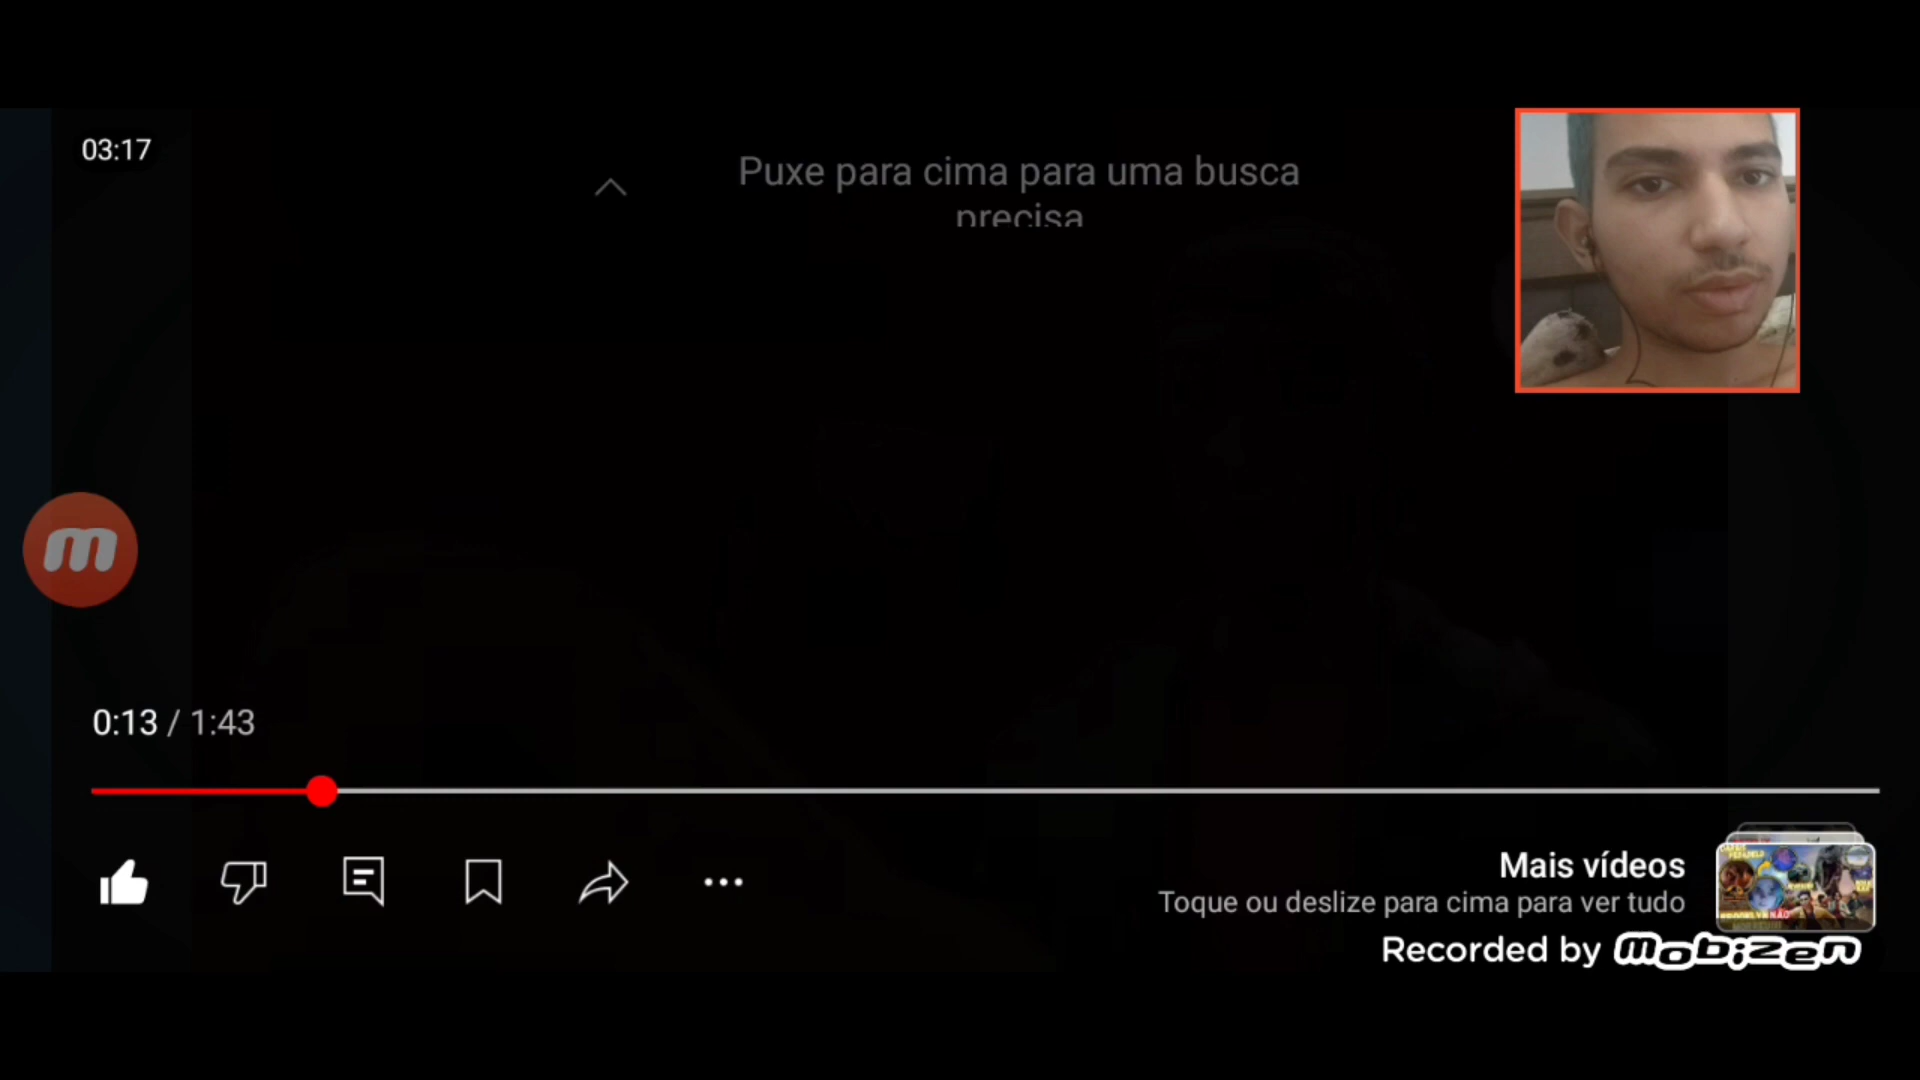 03:17
Puxe para cima para uma busca
precisa
m
0:13 / 1:43
Mais vídeos
Toque ou deslize para cima para ver tudo
Recorded by mobizen